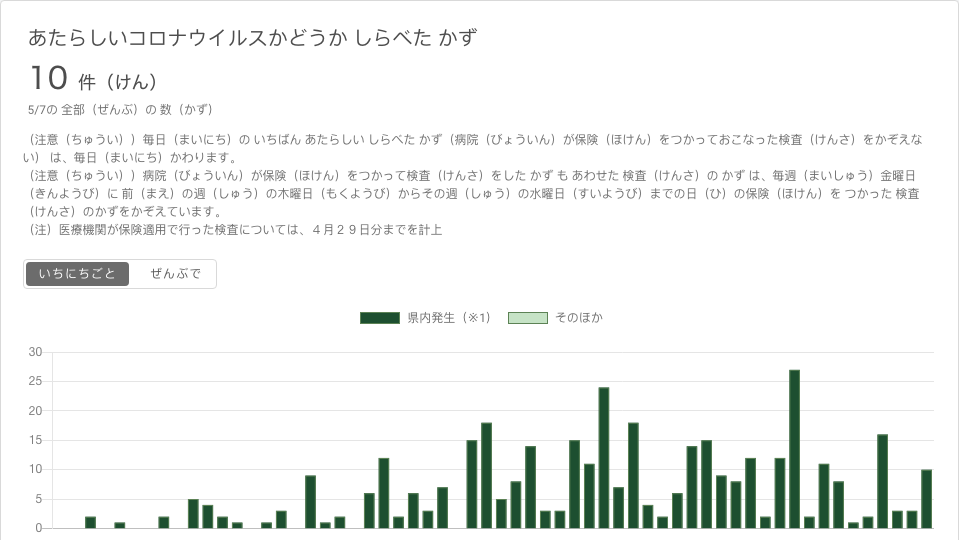 あたらしいコロナウイルスかどうか しらべた かず
10 件（けん）
5/7の 全部（ぜんぶ）の 数（かず）
（注意（ちゅうい））毎日（まいにち）の いちばん あたらしい しらべた かず（病院（びょういん）が保険（ほけん）をつかっておこなった検査（けんさ）をかぞえな
い） は、毎日（まいにち）かわります。
（注意（ちゅうい））病院（びょういん）が保険（ほけん）をつかって検査（けんさ）をした かず も あわせた 検査（けんさ）の かず は、毎週（まいしゅう）金曜日
（きんようび）に 前（まえ）の週（しゅう）の木曜日（もくようび）からその週（しゅう）の水曜日（すいようび）までの日（ひ）の保険（ほけん）を つかった 検査
（けんさ）のかずをかぞえています。
（注）医療機関が保険適用で行った検査については、４月２９日分までを計上
いちにちごと ぜんぶで
県内発生（※1） そのほか
30
25
20
15
10
5
0